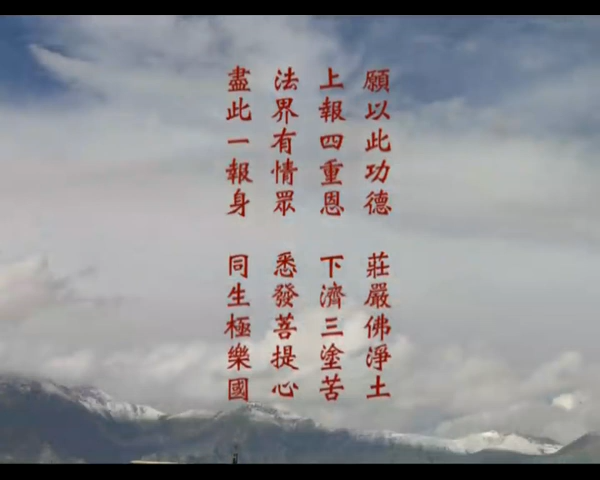 願以此功德 莊嚴佛淨土
上報四重恩 下濟三塗苦
法界有情眾 悉發菩提心
盡此一報身 同生極樂國